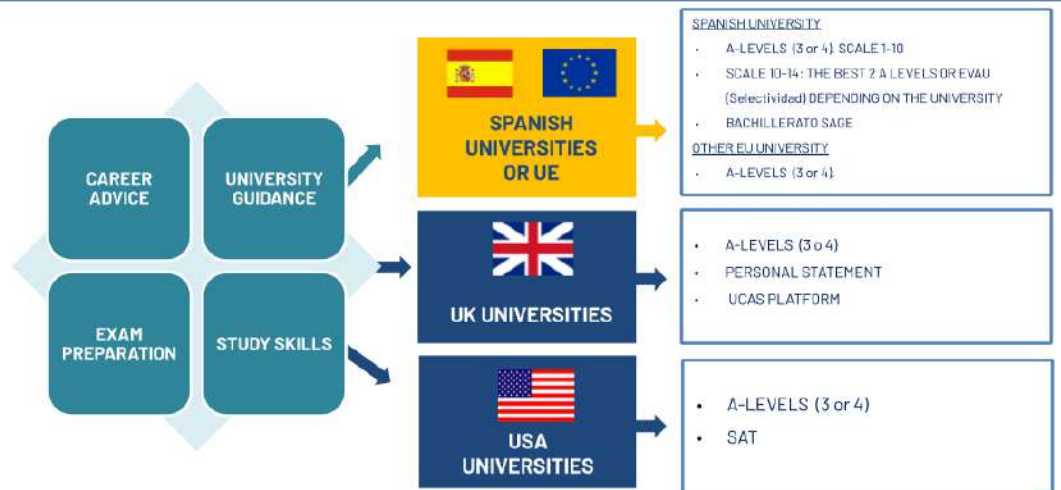 CAREER
ADVICE
UNIVERSITY
GUIDANCE
EXAM
PREPARATION
STUDY SKILLS
SPANISH
UNIVERSITIES
OR UE
SPANISH UNIVERSITY
· A-LEVELS (3 or 4). SCALE 1-10
· SCALE 10-14: THE BEST 2 A LEVELS OR EVAU
(Selectividad) DEPENDING ON THE UNIVERSITY
· BACHILLERATO SAGE
OTHER EU UNIVERSITY
· A-LEVELS (3 or 4).
UK UNIVERSITIES
· A-LEVELS (3 o 4)
· PERSONAL STATEMENT
· UCAS PLATFORM
USA
UNIVERSITIES
• A-LEVELS (3 or 4)
• SAT